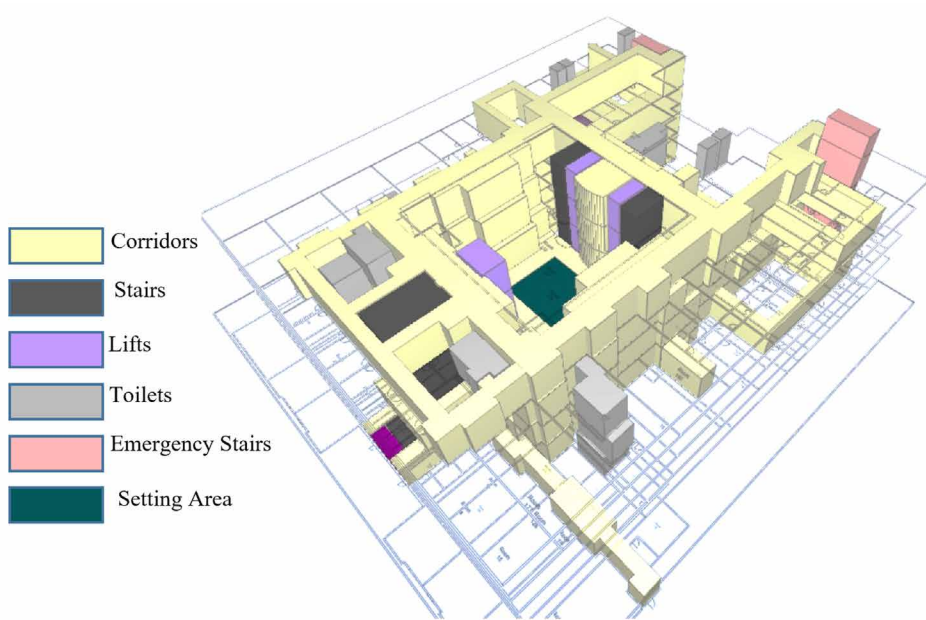 Corridors
Stairs
Lifts
Toilets
Emergency Stairs
Setting Area